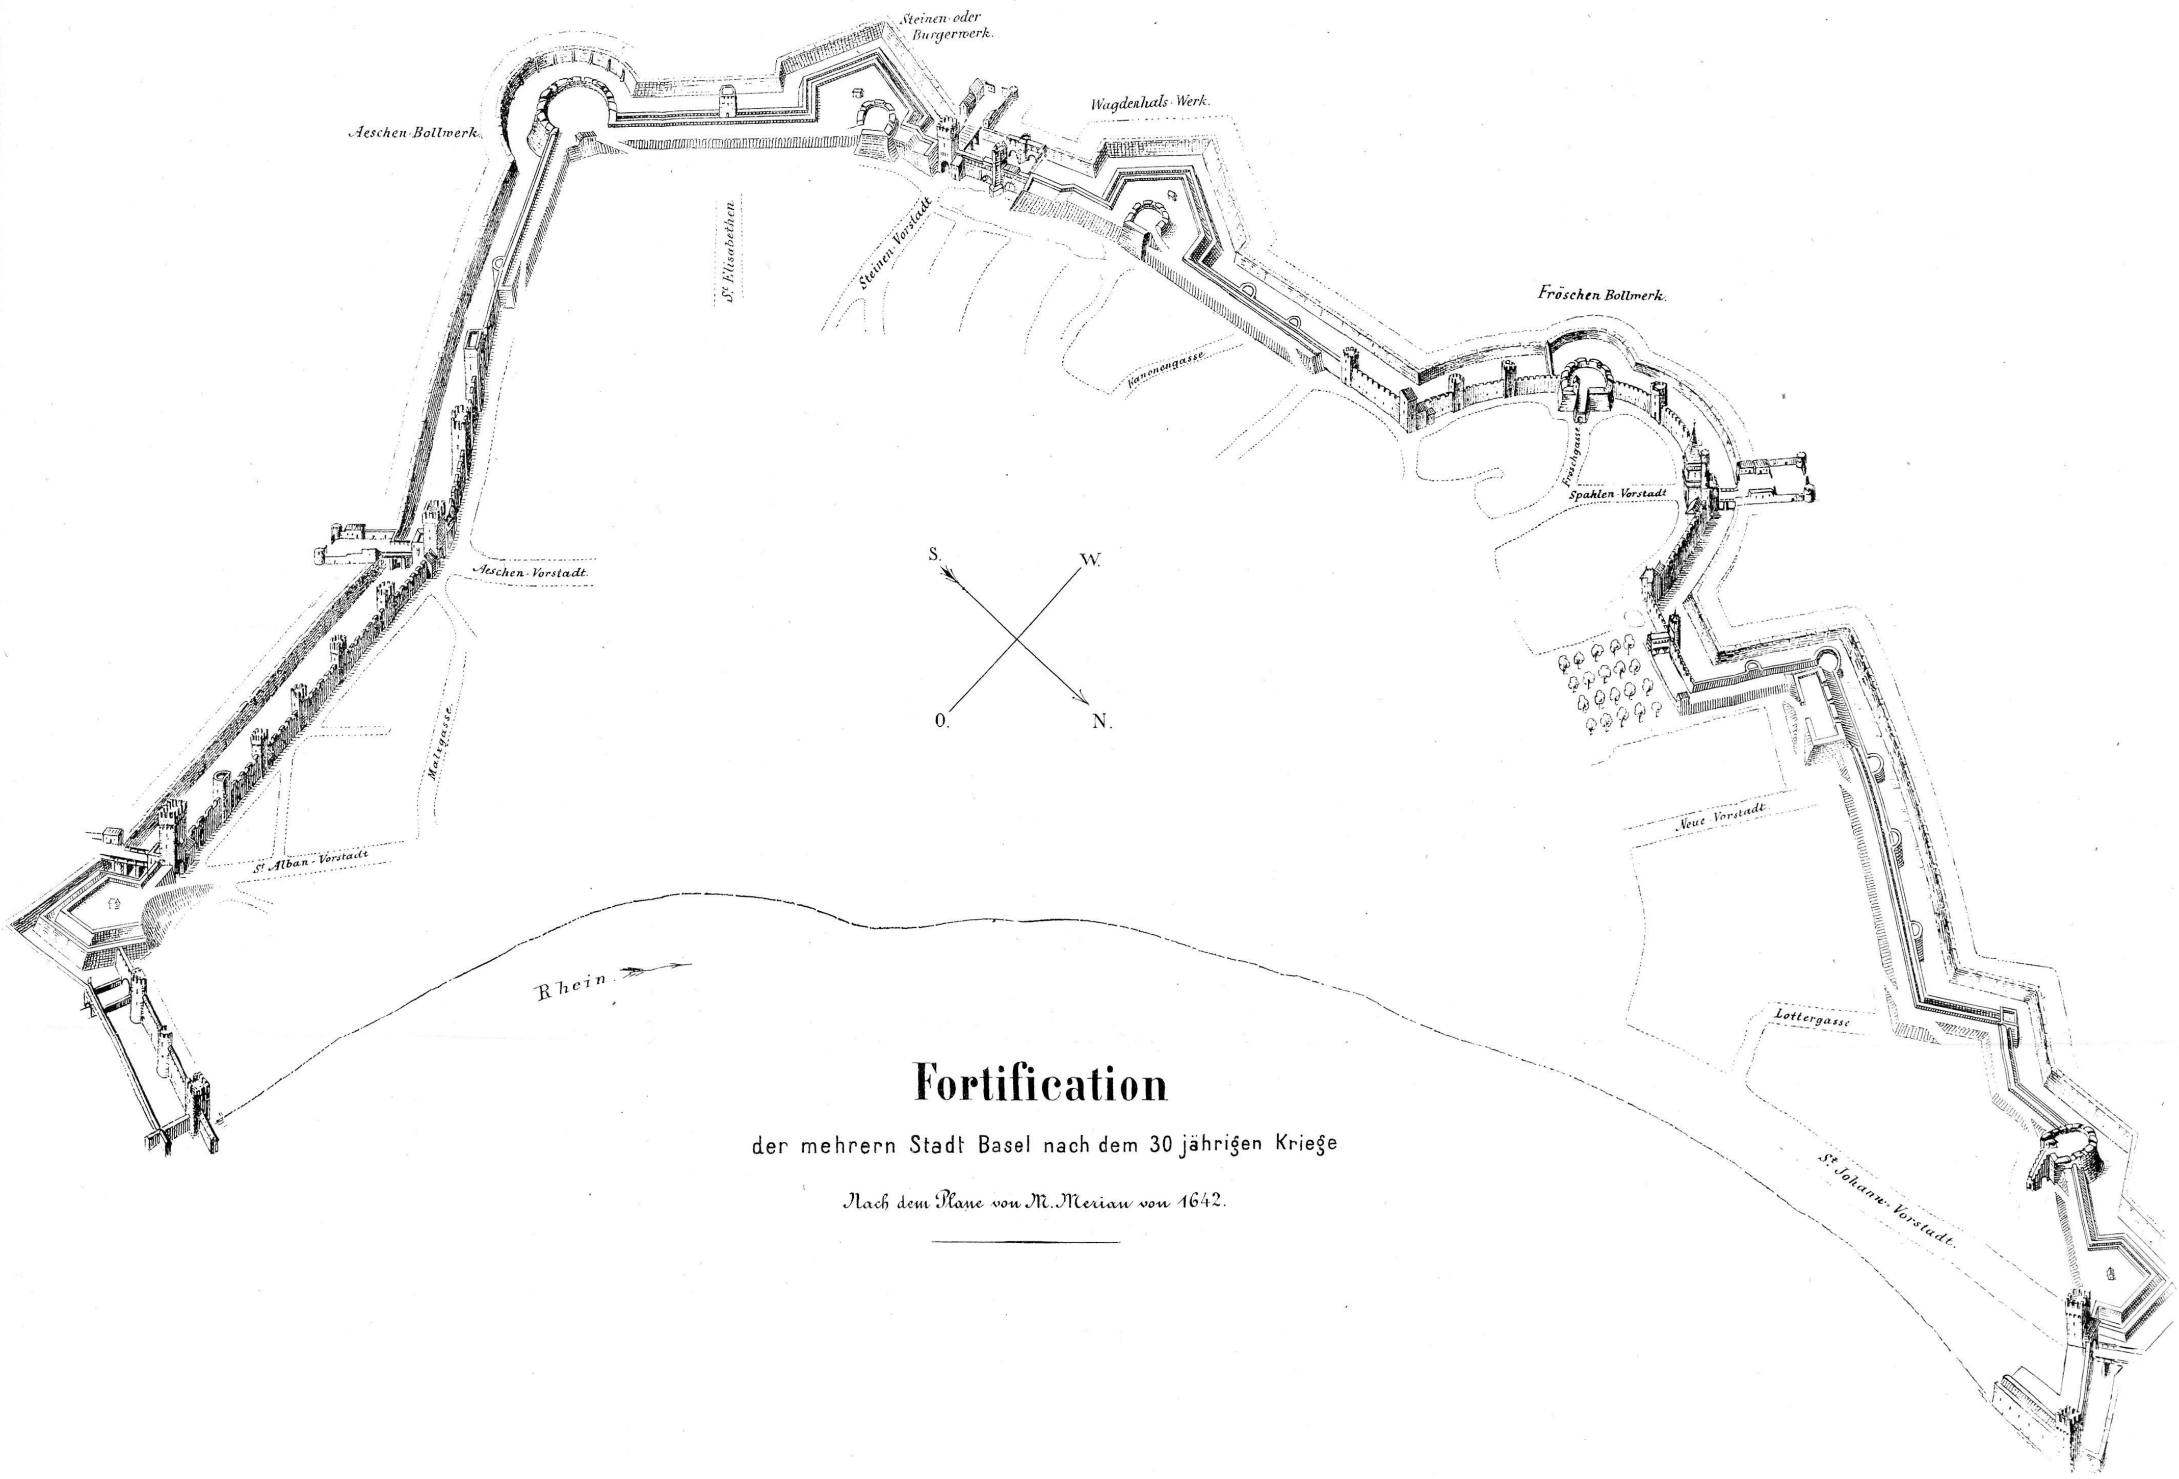 Steinen oder
Burgerwerk.
Aeschen-Bollwerk.
Wagdenhals-Werk.
St Elisabethen
Steinen-Vorstadt
Fröschen Bollwerk.
Kanonengasse
Froschgasse
Spahlen-Vorstadt
Aeschen-Vorstadt.
S.
W.
O.
N.
Malzgasse
Neue-Vorstadt.
St Alban-Vorstadt
Rhein.
Lottergasse
Fortification
der mehrern Stadt Basel nach dem 30 jährigen Kriege
Nach dem Plane von M. Merian von 1642.
St Johann-Vorstadt.